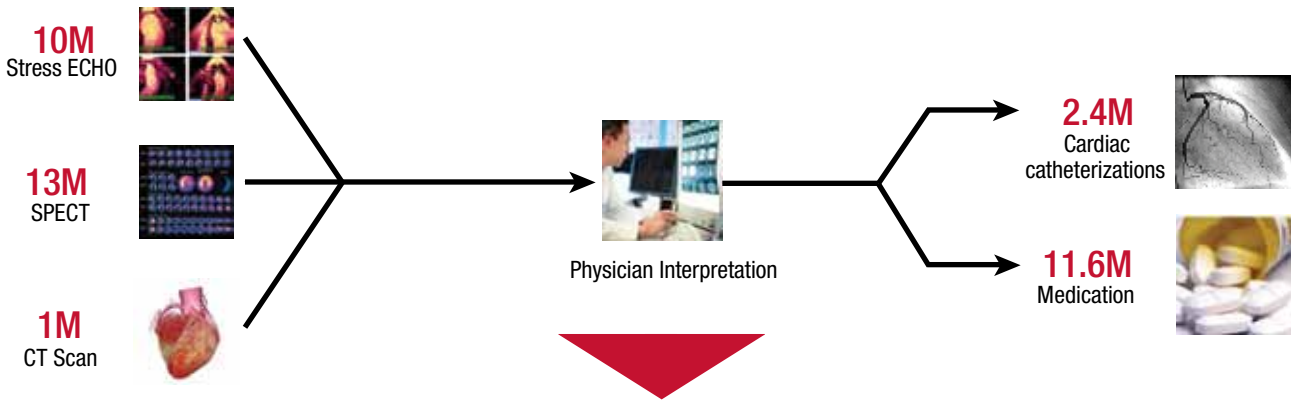 10M
Stress ECHO
13M
SPECT
1M
CT Scan
Physician Interpretation
2.4M
Cardiac
catheterizations
11.6M
Medication